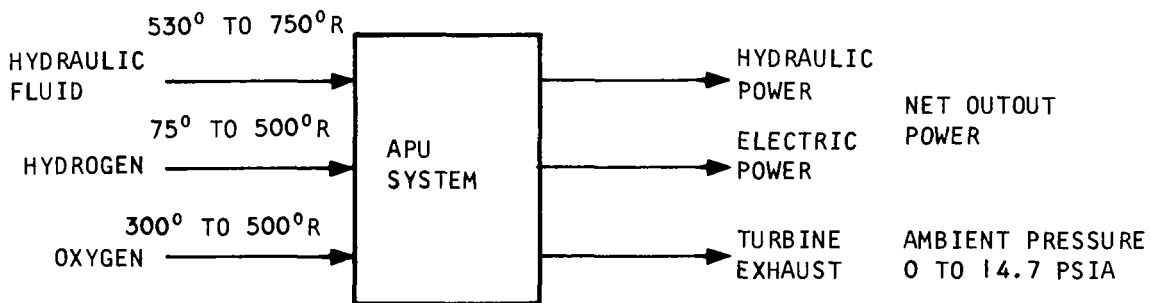 530° TO 750°R
HYDRAULIC
FLUID
75° TO 500°R
HYDROGEN
300° TO 500°R
OXYGEN
APU
SYSTEM
HYDRAULIC
POWER
ELECTRIC
POWER
NET OUTOUT
POWER
TURBINE
EXHAUST
AMBIENT PRESSURE
0 TO 14.7 PSIA